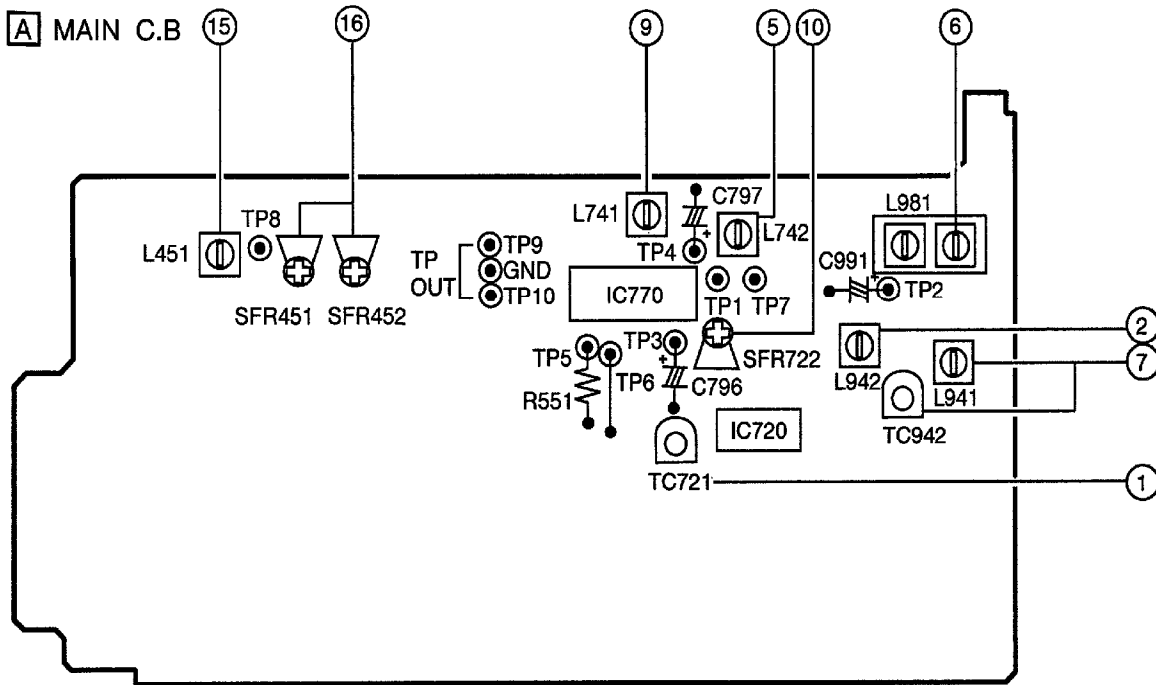 A MAIN C.B
15
16
9
5
10
6
L451
TP8
SFR451
SFR452
TP
OUT
TP9
GND
TP10
L741
C797
+
TP4
L742
L981
IC770
TP1
TP7
C991
+
TP2
TP5
TP6
R551
TP3
+
C796
SFR722
L942
2
L941
7
TC942
IC720
TC721
1